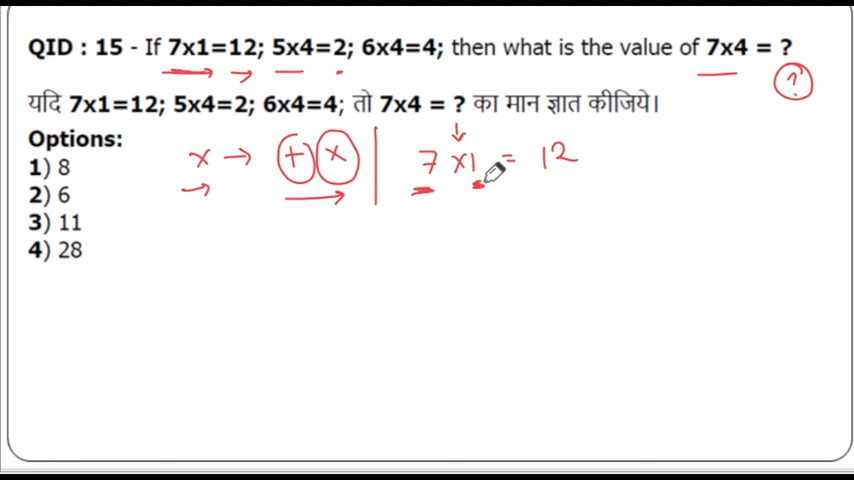 QID : 15 - If 7x1=12; 5x4=2; 6x4=4; then what is the value of 7x4 = ?
?
यदि 7x1=12; 5x4=2; 6x4=4; तो 7x4 = ? का मान ज्ञात कीजिये।
Options:
x → + x | 7 x 1 = 12
1) 8
2) 6
3) 11
4) 28